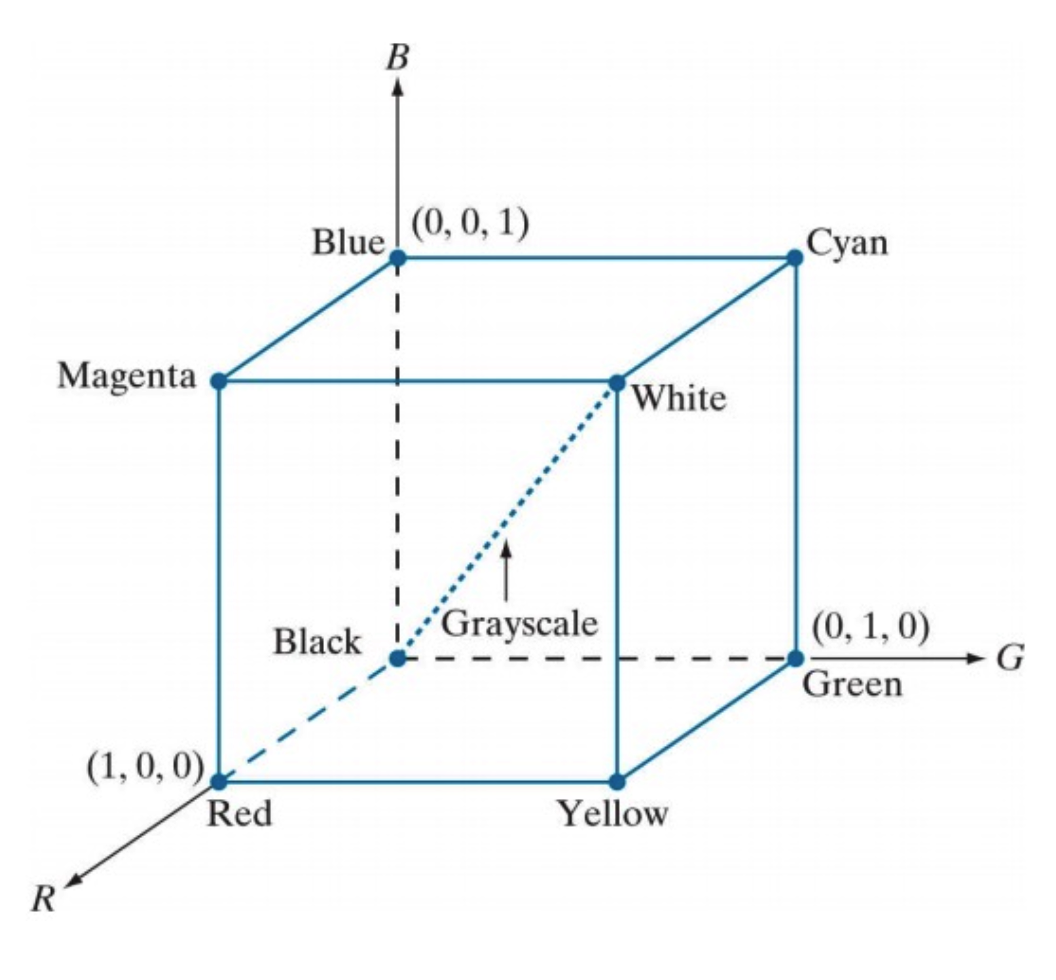 B
(0, 0, 1)
Blue
Cyan
Magenta
White
Grayscale
Black
(0, 1, 0)
G
Green
(1, 0, 0)
Red
Yellow
R